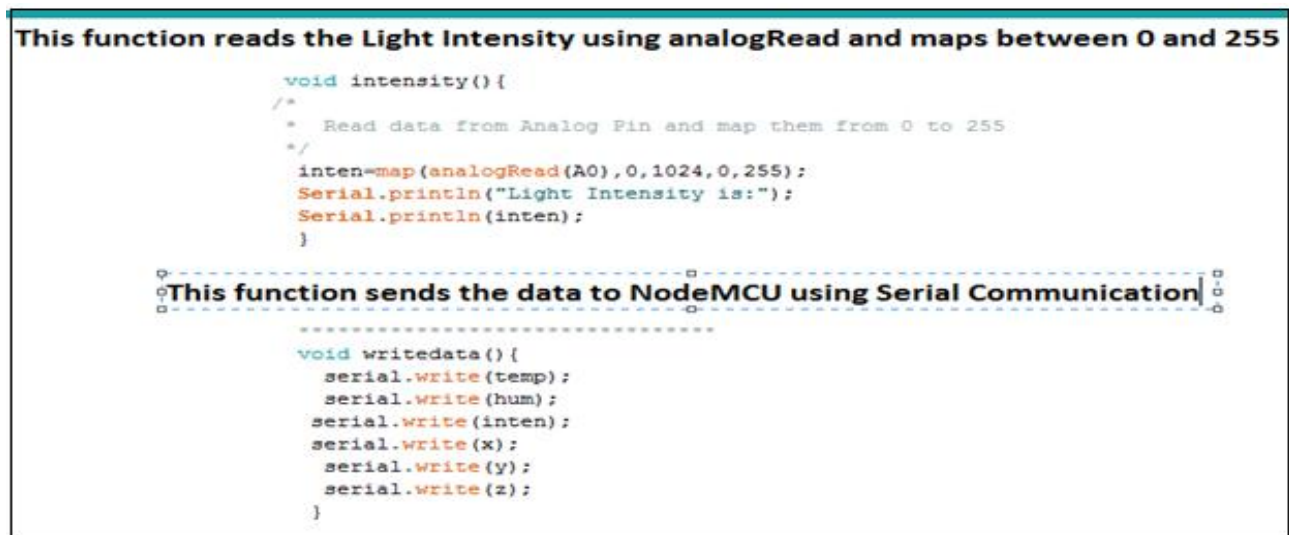 This function reads the Light Intensity using analogRead and maps between 0 and 255
void intensity(){
/*
*  Read data from Analog Pin and map them from 0 to 255
*/
inten=map(analogRead(A0),0,1024,0,255);
Serial.println("Light Intensity is:");
Serial.println(inten);
}
This function sends the data to NodeMCU using Serial Communication
void writedata(){
serial.write(temp);
serial.write(hum);
serial.write(inten);
serial.write(x);
serial.write(y);
serial.write(z);
}